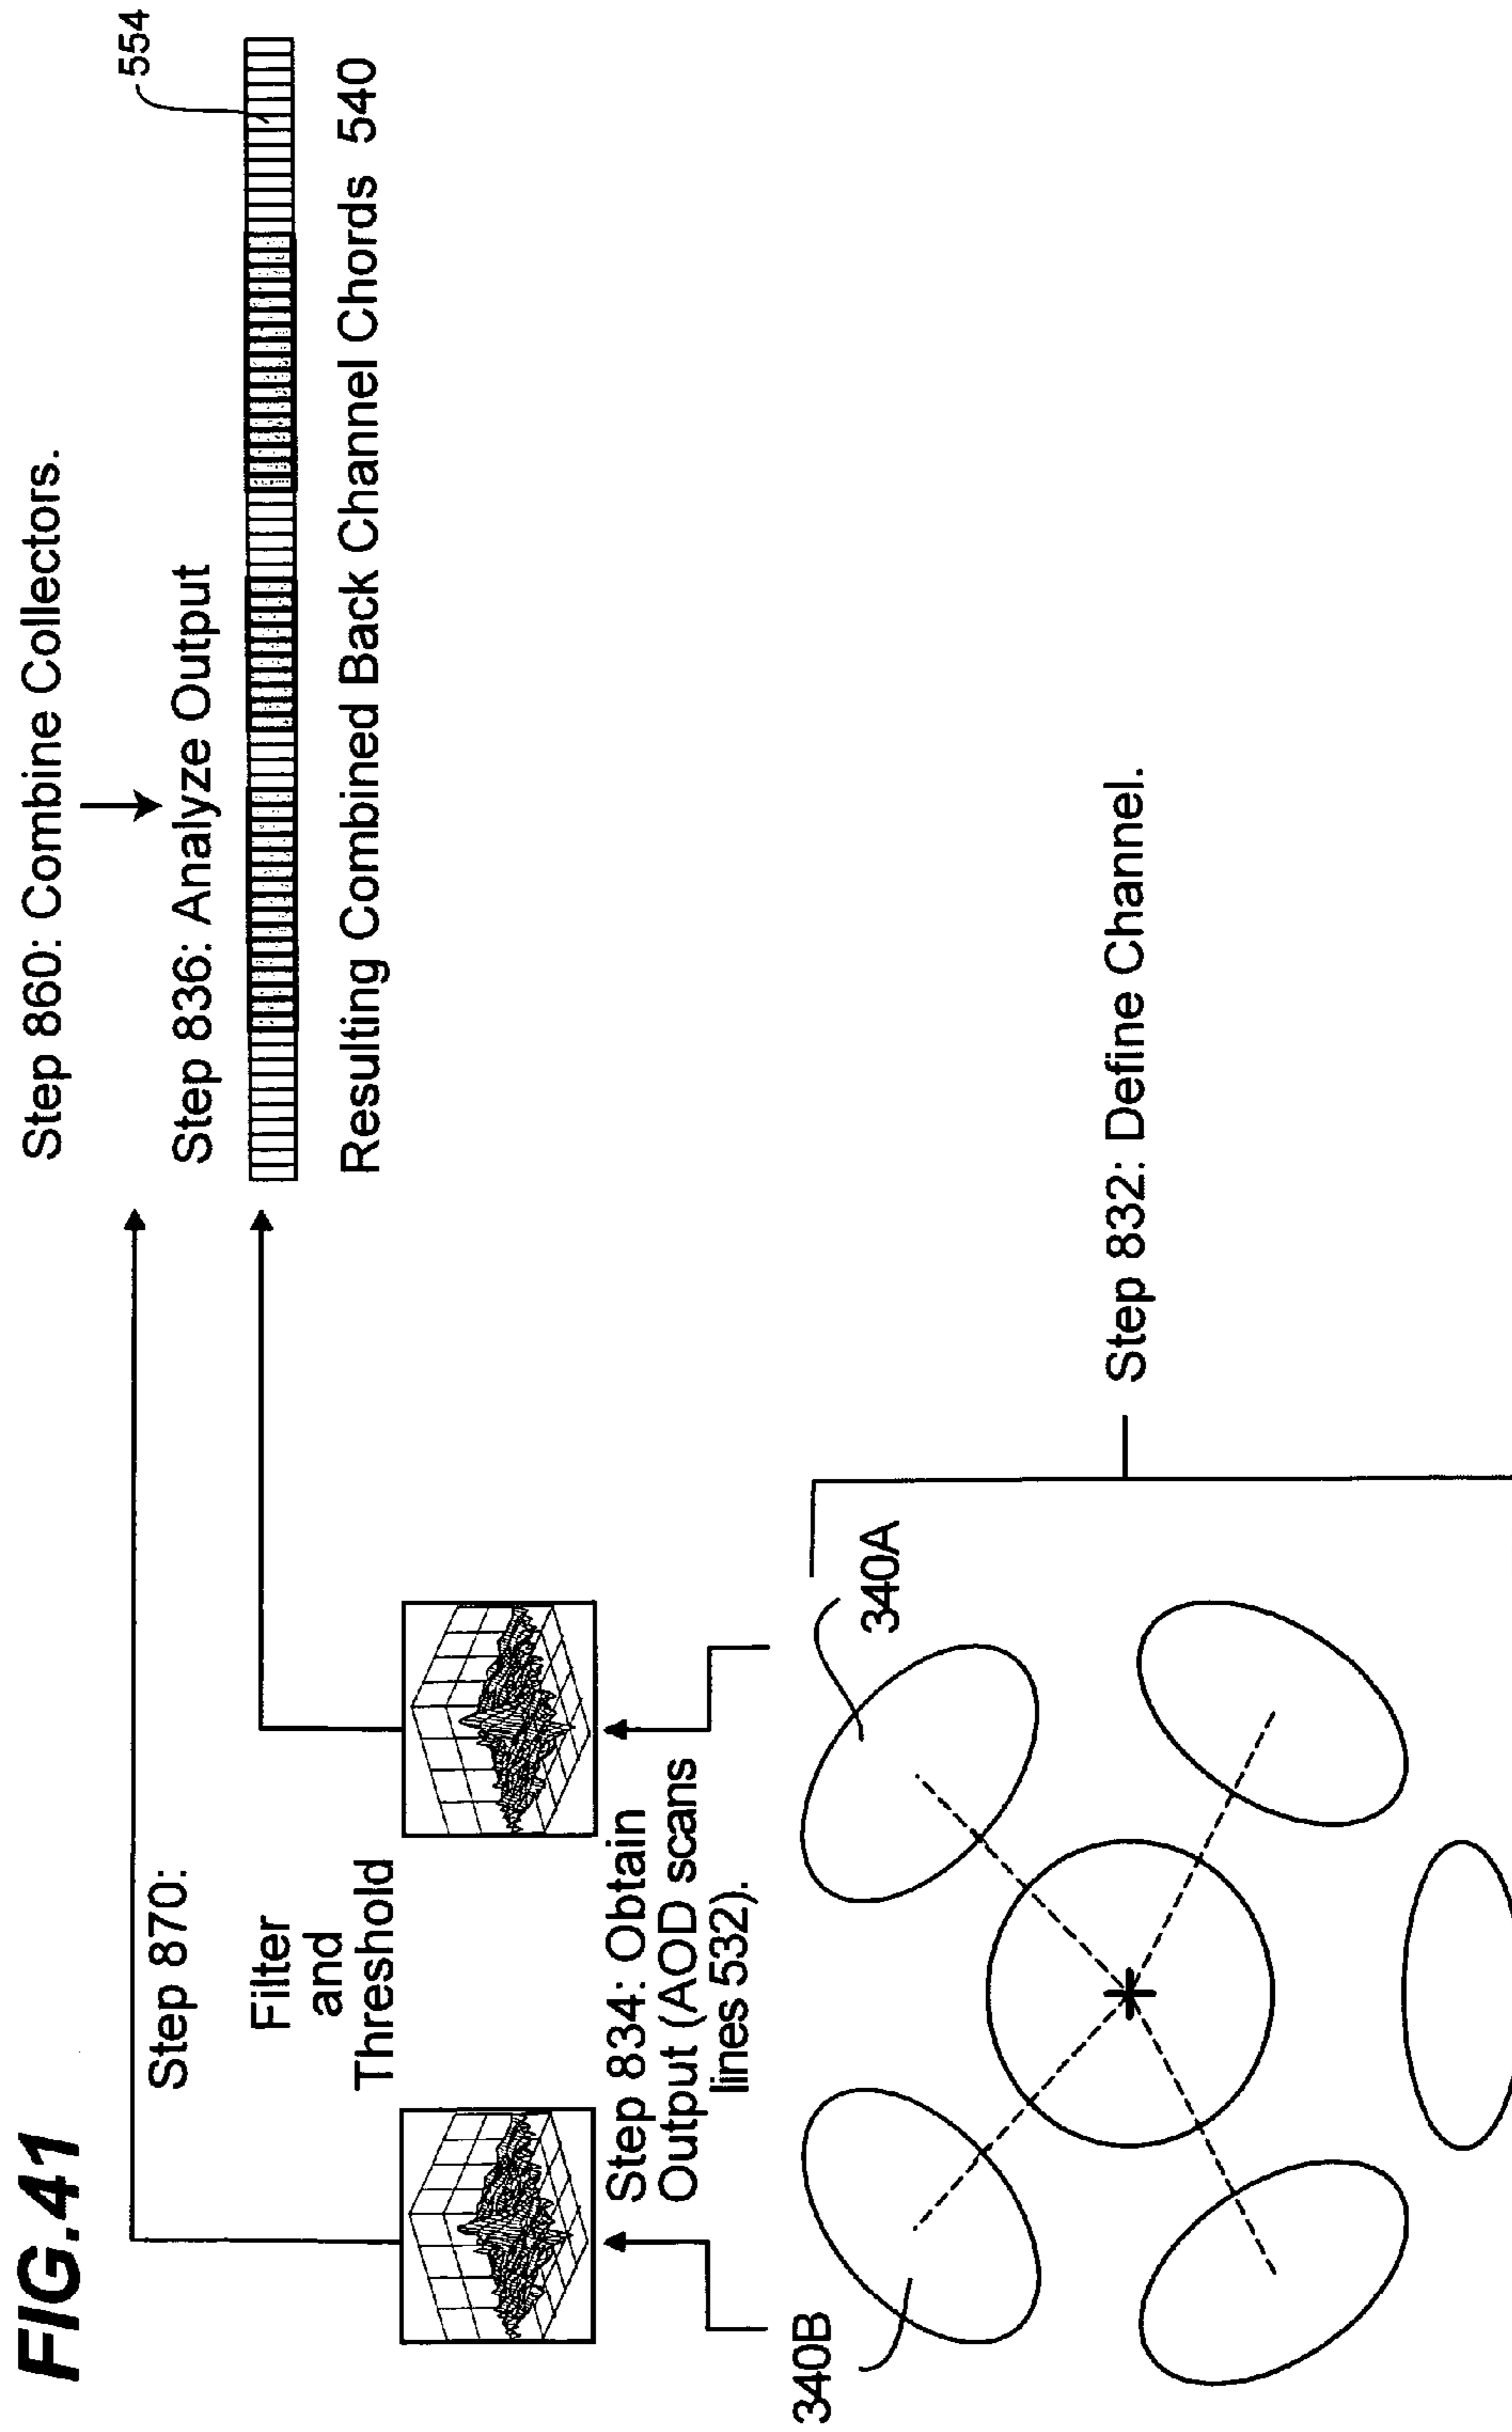 FIG.41
Step 860: Combine Collectors.
554
Step 870:
Step 836: Analyze Output
Filter
and
Threshold
Resulting Combined Back Channel Chords 540
Step 834: Obtain
Output (AOD scans
lines 532).
340B
340A
Step 832: Define Channel.